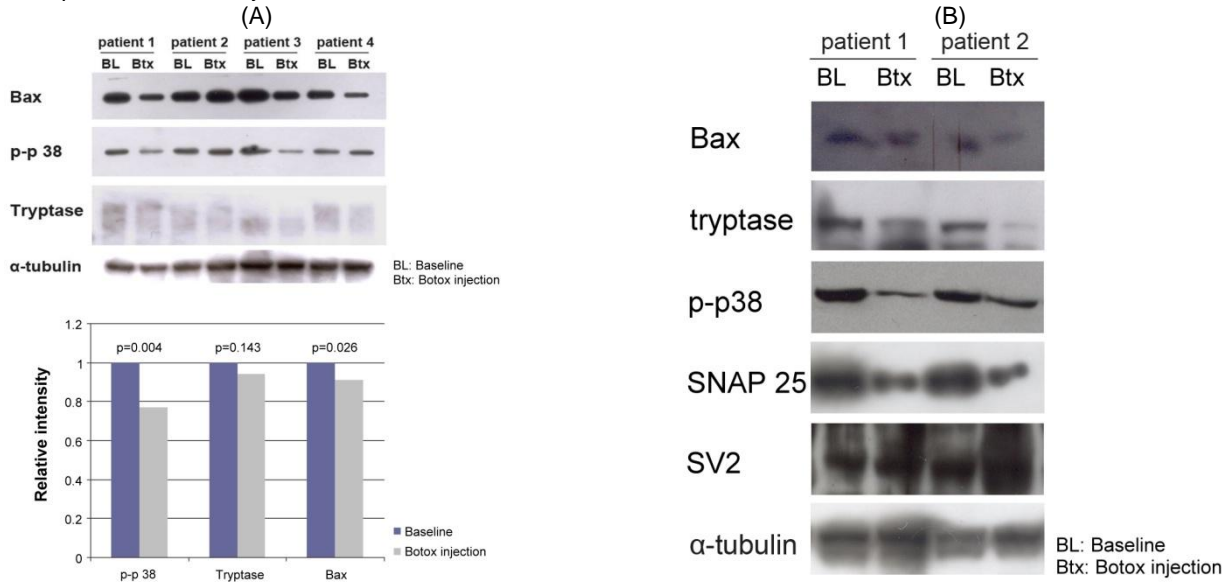 (A)
patient 1 patient 2 patient 3 patient 4
BL Btx BL Btx BL Btx BL Btx
Bax
p-p 38
Tryptase
α-tubulin
BL: Baseline
Btx: Botox injection
1.2
1
0.8
0.6
0.4
0.2
0
Relative intensity
p=0.004 p=0.143 p=0.026
p-p 38 Tryptase Bax
Baseline
Botox injection
(B)
patient 1 patient 2
BL Btx BL Btx
Bax
tryptase
p-p38
SNAP 25
SV2
α-tubulin
BL: Baseline
Btx: Botox injection